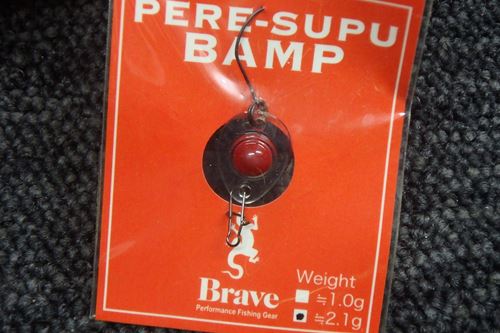 PERE-SUPU
BAMP
Brave
Performance Fishing Gear
Weight
≒1.0g
≒2.1g